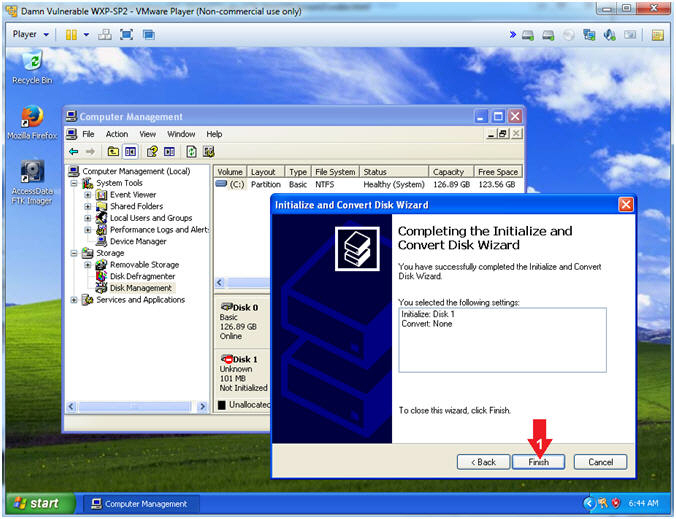 Damn Vulnerable WXP-SP2 - VMware Player (Non-commercial use only)
Player
Recycle Bin
Mozilla Firefox
AccessData
FTK Imager
Computer Management
File Action View Window Help
Computer Management (Local)
System Tools
Event Viewer
Shared Folders
Local Users and Groups
Performance Logs and Alert
Device Manager
Storage
Removable Storage
Disk Defragmenter
Disk Management
Services and Applications
Volume Layout Type File System Status Capacity Free Space
(C:) Partition Basic NTFS Healthy (System) 126.89 GB 123.56 GB
Disk 0
Basic
126.89 GB
Online
Disk 1
Unknown
101 MB
Not Initialized
Unallocated
Initialize and Convert Disk Wizard
Completing the Initialize and
Convert Disk Wizard
You have successfully completed the Initialize and Convert
Disk Wizard.
You selected the following settings:
Initialize: Disk 1
Convert: None
To close this wizard, click Finish.
1
< Back Finish Cancel
start Computer Management 6:44 AM